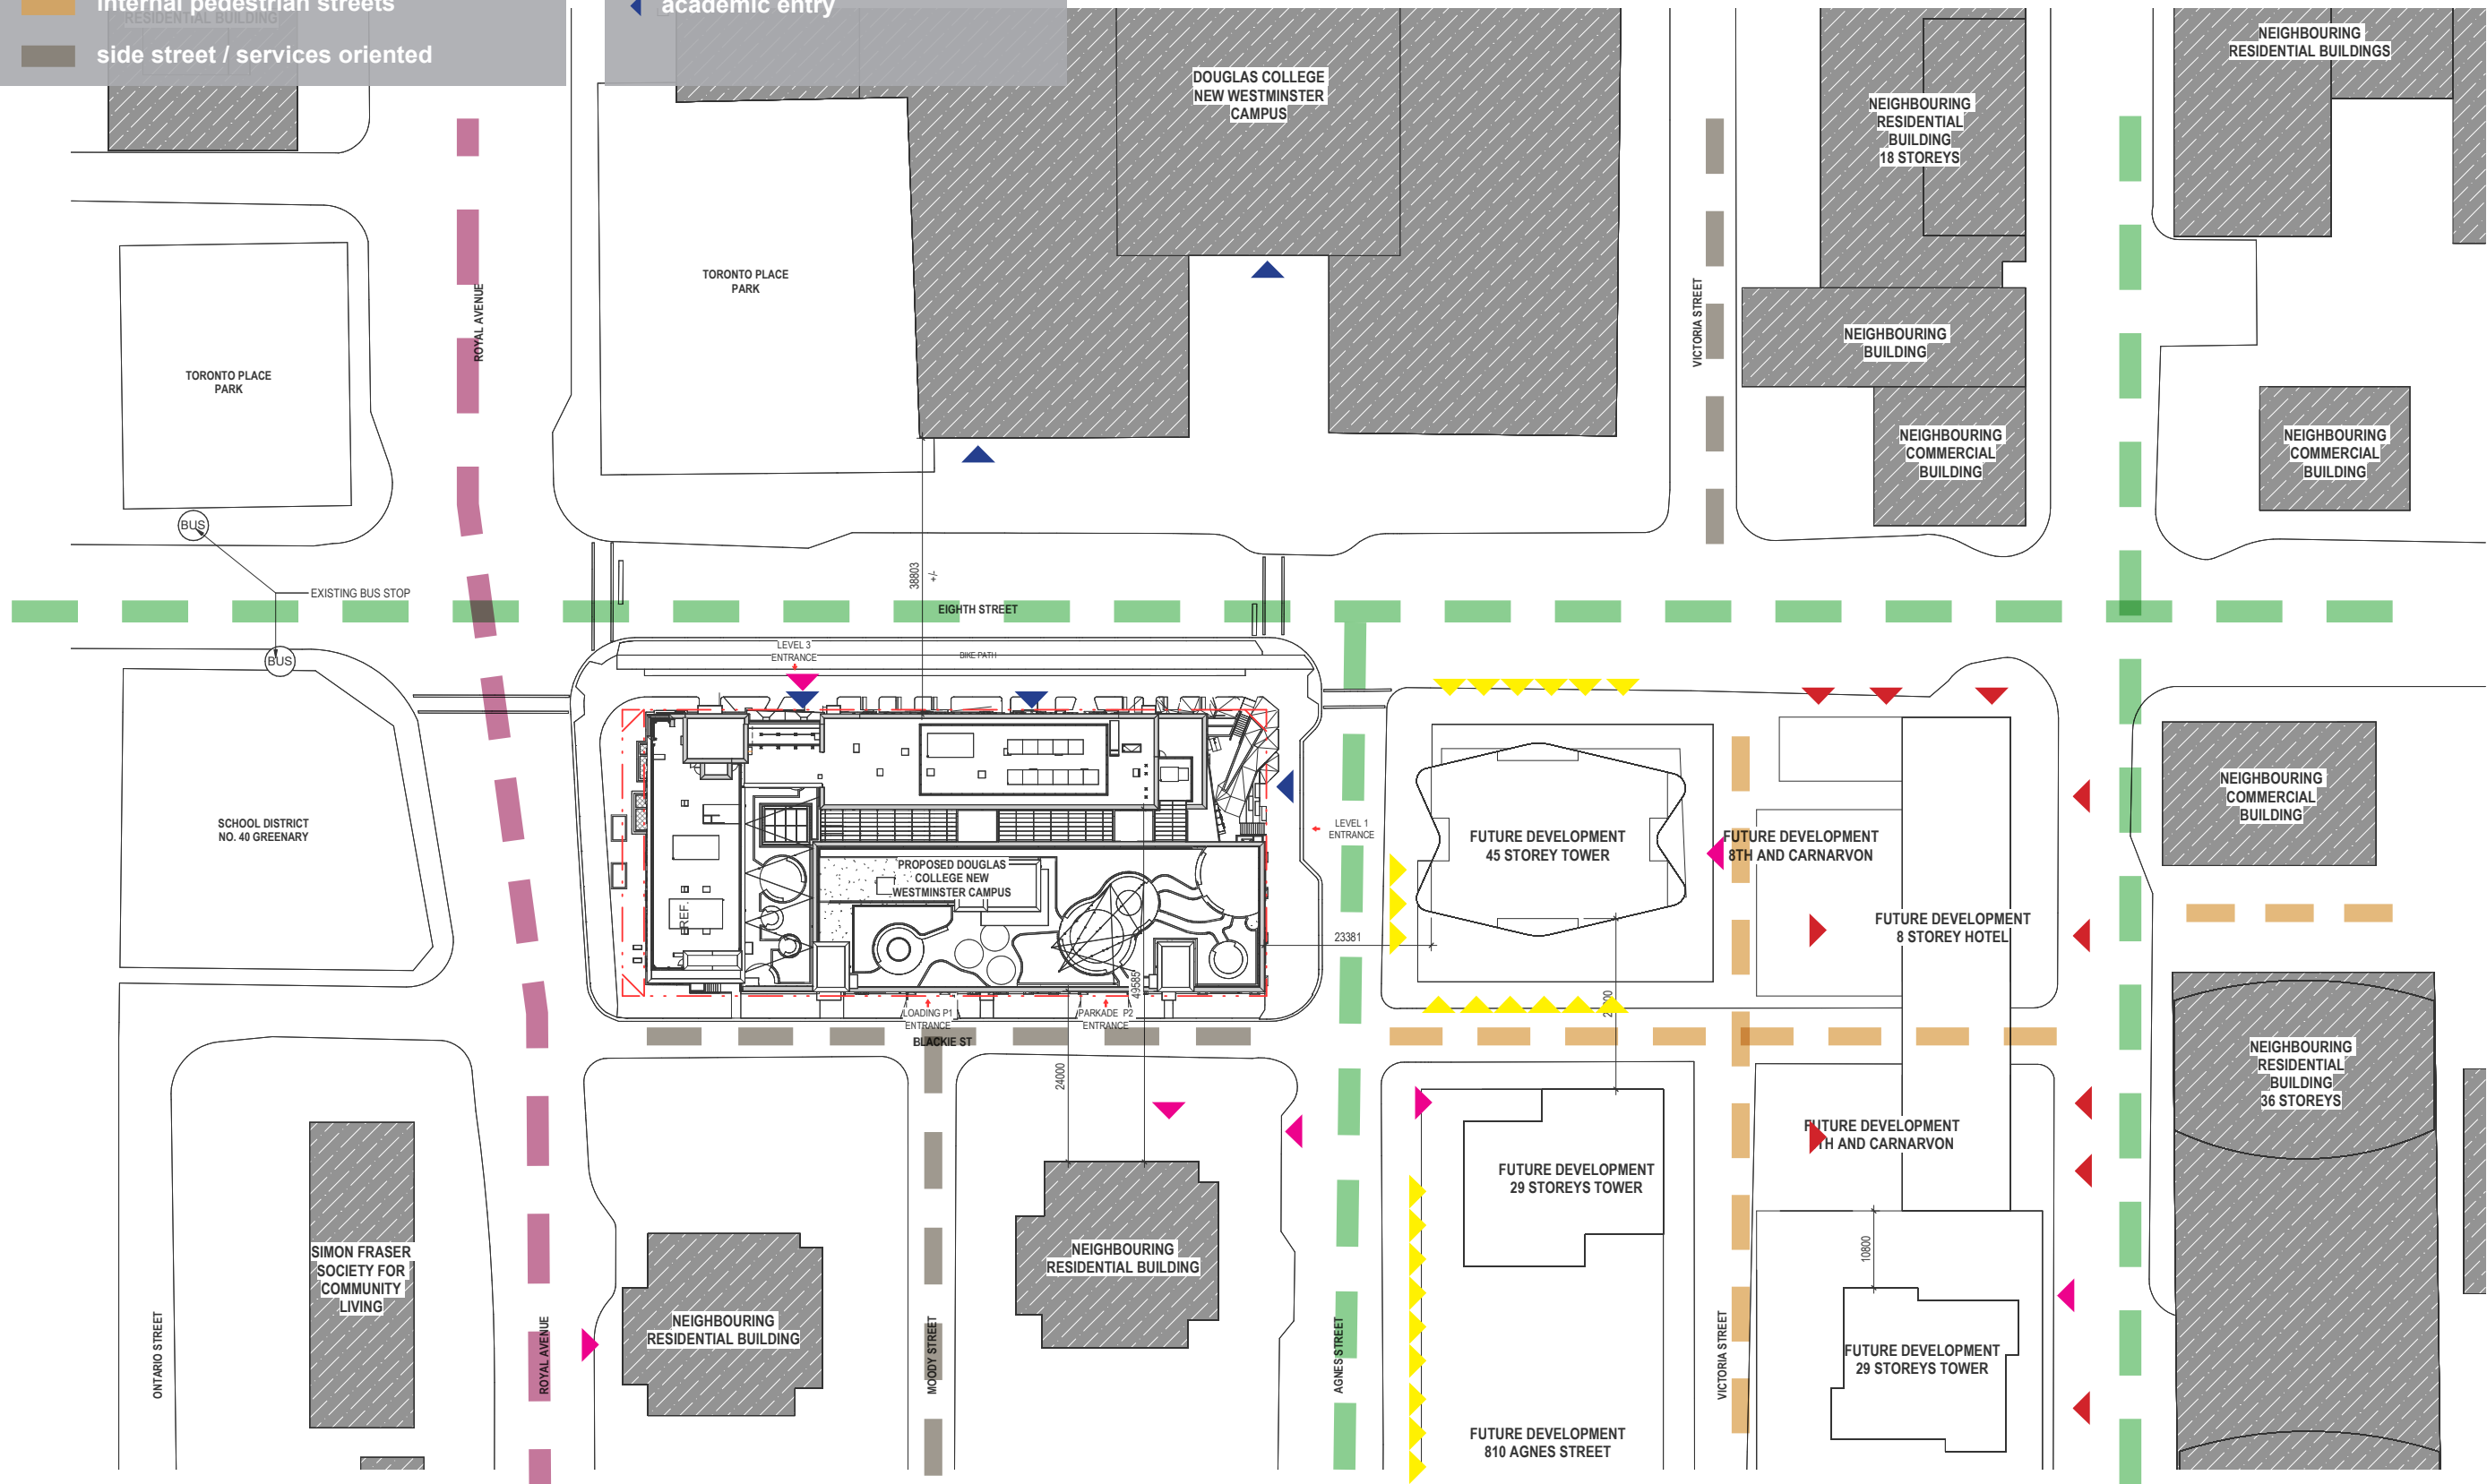 internal pedestrian streets
side street / services oriented
RESIDENTIAL BUILDING
academic entry
DOUGLAS COLLEGE
NEW WESTMINSTER
CAMPUS
NEIGHBOURING
RESIDENTIAL
BUILDING
18 STOREYS
NEIGHBOURING
RESIDENTIAL BUILDINGS
TORONTO PLACE
PARK
ROYAL AVENUE
TORONTO PLACE
PARK
VICTORIA STREET
NEIGHBOURING
BUILDING
NEIGHBOURING
COMMERCIAL
BUILDING
NEIGHBOURING
COMMERCIAL
BUILDING
BUS
EXISTING BUS STOP
BUS
38803
+/-
EIGHTH STREET
LEVEL 3
ENTRANCE
BIKE PATH
SCHOOL DISTRICT
NO. 40 GREENARY
PROPOSED DOUGLAS
COLLEGE NEW
WESTMINSTER CAMPUS
REF.
LEVEL 1
ENTRANCE
23381
49585
FUTURE DEVELOPMENT
45 STOREY TOWER
FUTURE DEVELOPMENT
8TH AND CARNARVON
FUTURE DEVELOPMENT
8 STOREY HOTEL
NEIGHBOURING
COMMERCIAL
BUILDING
LOADING P1
ENTRANCE
PARKADE P2
ENTRANCE
BLACKIE ST
24000
NEIGHBOURING
RESIDENTIAL
BUILDING
36 STOREYS
FUTURE DEVELOPMENT
TH AND CARNARVON
FUTURE DEVELOPMENT
29 STOREYS TOWER
10800
SIMON FRASER
SOCIETY FOR
COMMUNITY
LIVING
NEIGHBOURING
RESIDENTIAL BUILDING
NEIGHBOURING
RESIDENTIAL BUILDING
ONTARIO STREET
ROYAL AVENUE
MOODY STREET
AGNES STREET
VICTORIA STREET
FUTURE DEVELOPMENT
29 STOREYS TOWER
FUTURE DEVELOPMENT
810 AGNES STREET